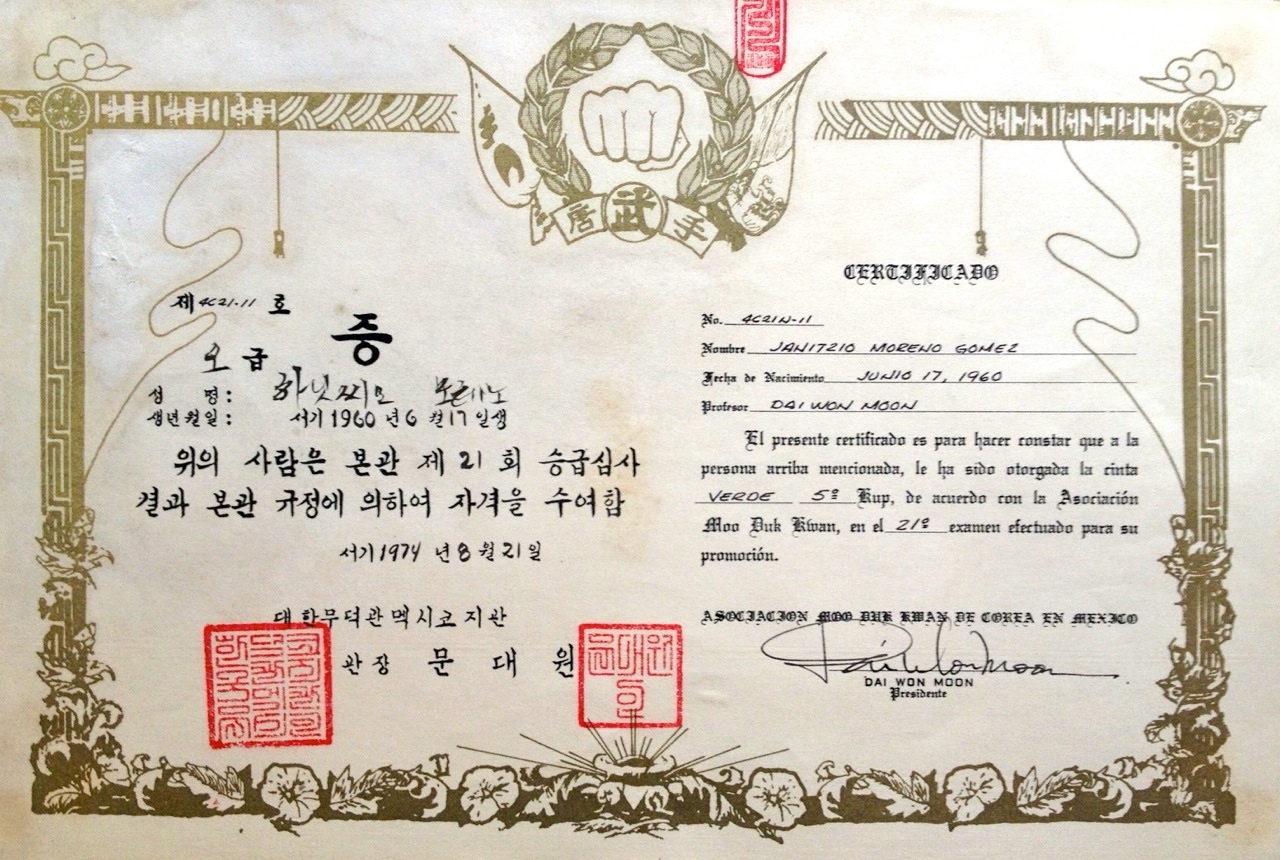 唐 武 手
제 4C21-11 호
증
오 급
성 명: 하닛찌오 모레노
생년월일: 서기 1960 년 6 월 17 일생
위의 사람은 본관 제 21 회 승급심사
결과 본관 규정에 의하여 자격을 수여함
서기 1974 년 8 월 21 일
대한무덕관멕시코지관
관장 문 대 원
CERTIFICADO
No. 4C21N-11
Nombre JANITZIO MORENO GOMEZ
Fecha de Nacimiento JUNIO 17, 1960
Profesor DAI WON MOON
El presente certificado es para hacer constar que a la
persona arriba mencionada, le ha sido otorgada la cinta
VERDE 5º Kup, de acuerdo con la Asociación
Moo Duk Kwan, en el 21º examen efectuado para su
promoción.
ASOCIACION MOO DUK KWAN DE COREA EN MEXICO
Dai Won Moon
DAI WON MOON
Presidente